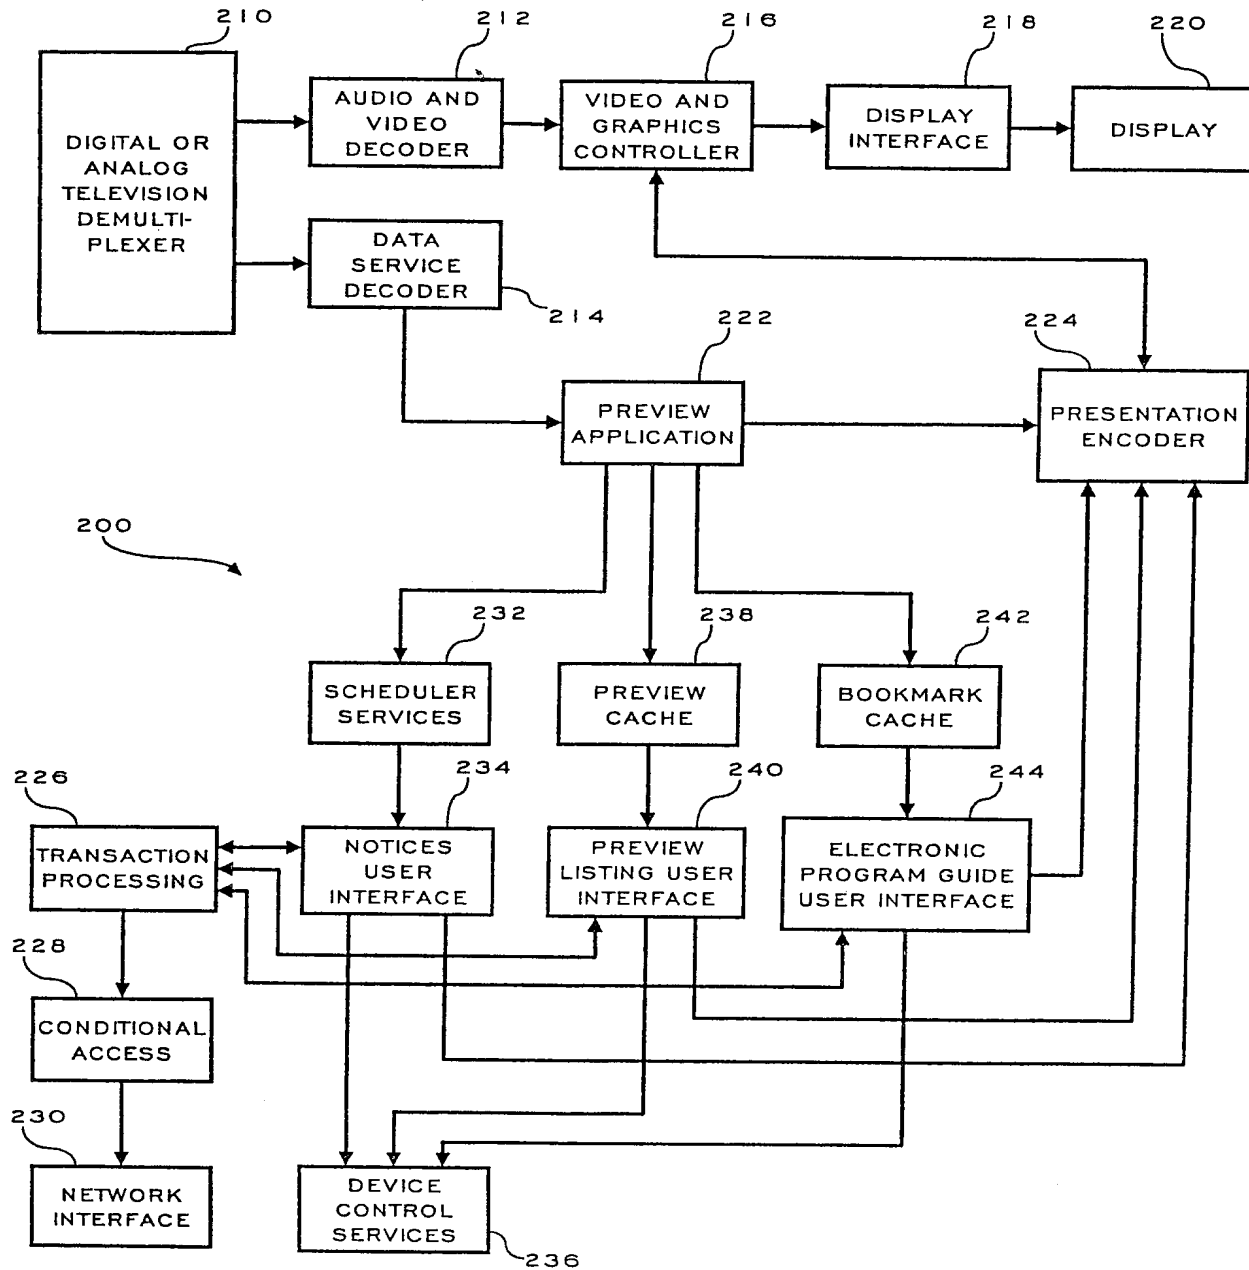 210
212
216
218
220
DIGITAL OR
ANALOG
TELEVISION
DEMULTI-
PLEXER
AUDIO AND
VIDEO
DECODER
VIDEO AND
GRAPHICS
CONTROLLER
DISPLAY
INTERFACE
DISPLAY
DATA
SERVICE
DECODER
214
222
224
PREVIEW
APPLICATION
PRESENTATION
ENCODER
200
232
238
242
SCHEDULER
SERVICES
PREVIEW
CACHE
BOOKMARK
CACHE
226
234
240
244
TRANSACTION
PROCESSING
NOTICES
USER
INTERFACE
PREVIEW
LISTING USER
INTERFACE
ELECTRONIC
PROGRAM GUIDE
USER INTERFACE
228
CONDITIONAL
ACCESS
230
NETWORK
INTERFACE
DEVICE
CONTROL
SERVICES
236